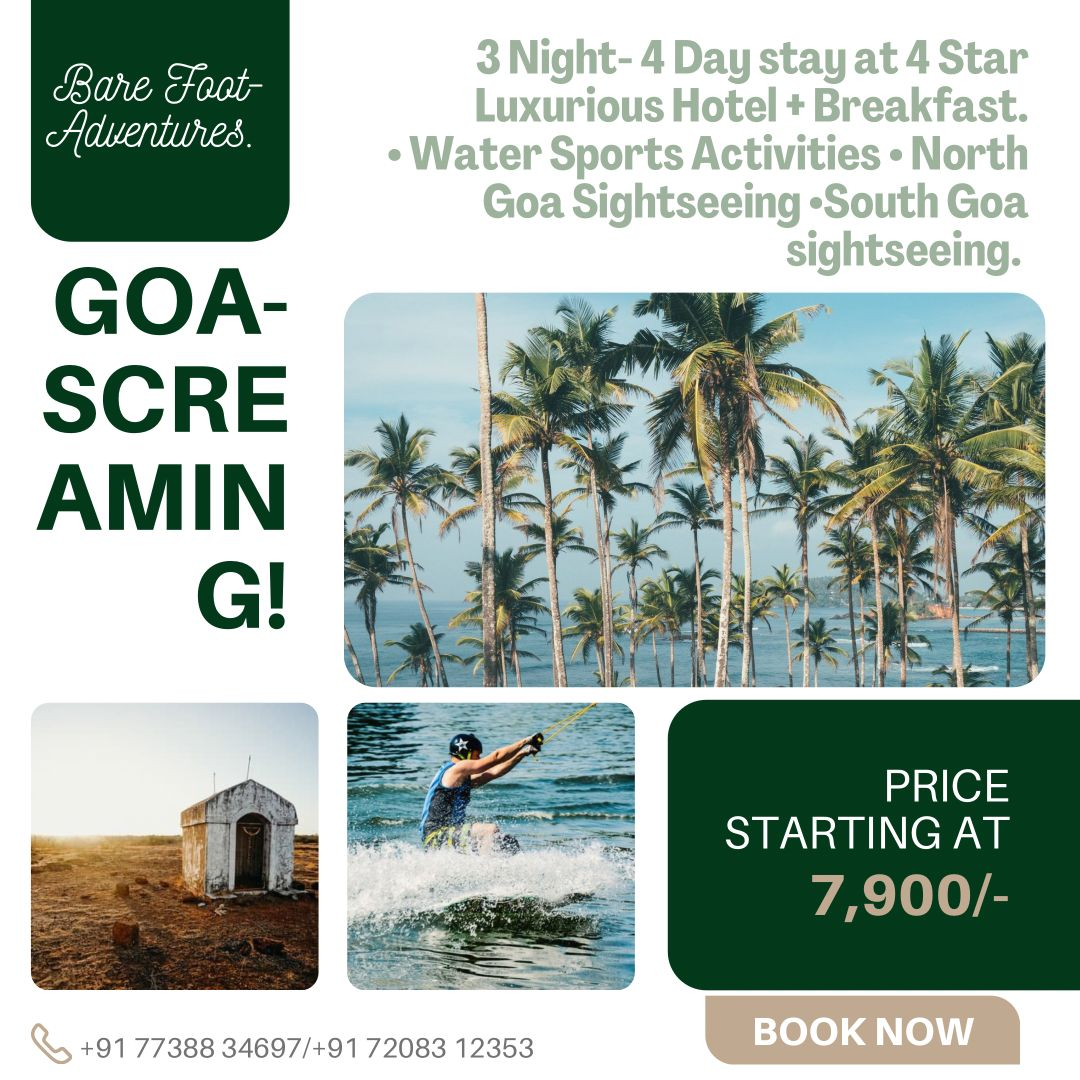 Bare Foot-
Adventures.
3 Night- 4 Day stay at 4 Star
Luxurious Hotel + Breakfast.
• Water Sports Activities • North
Goa Sightseeing •South Goa
sightseeing.
GOA-
SCRE
AMIN
G!
PRICE
STARTING AT
7,900/-
BOOK NOW
+91 77388 34697/+91 72083 12353